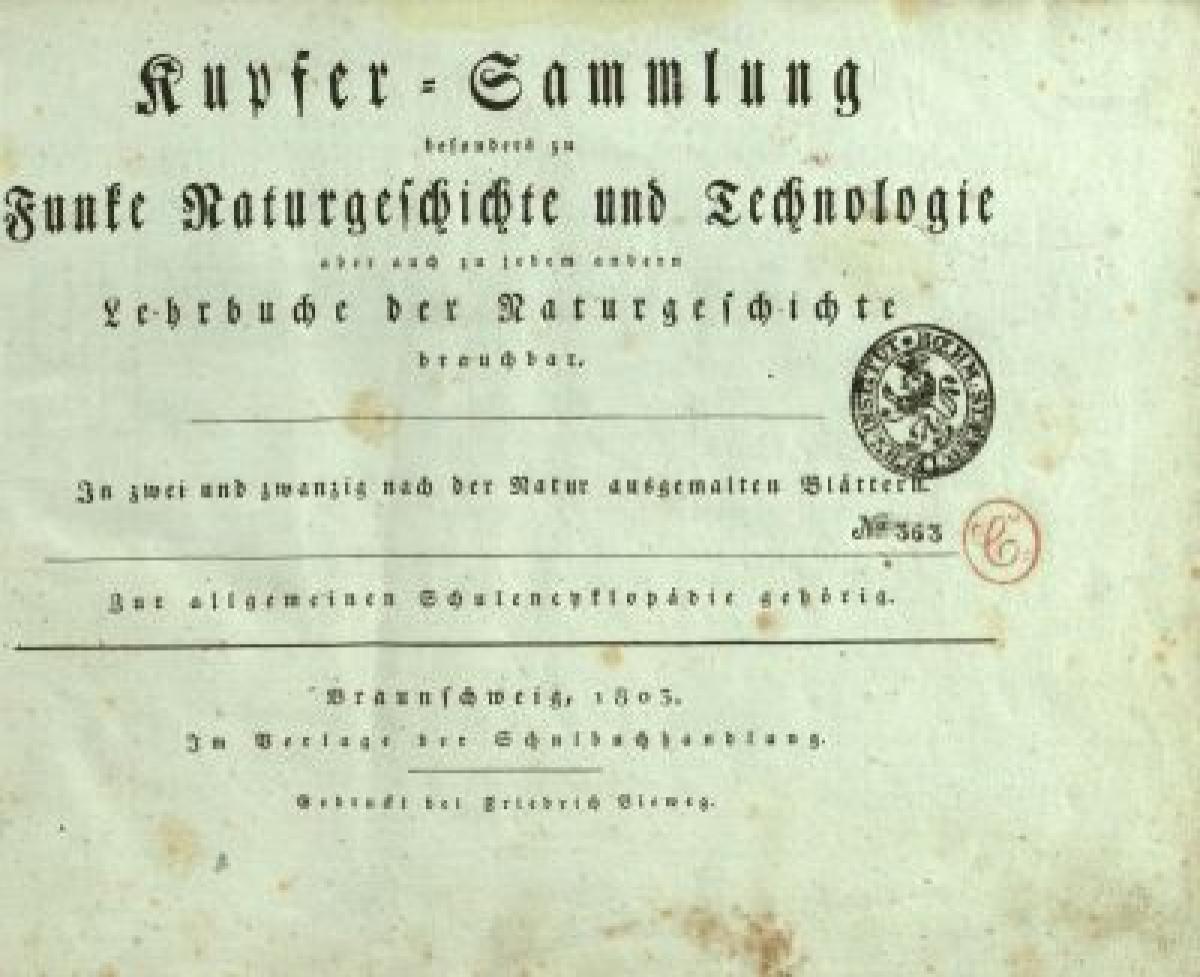 Kupfer-Sammlung
besonders zu
Funke Naturgeschichte und Technologie
aber auch zu jedem andern
Lehrbuche der Naturgeschichte
brauchbar.
In zwei und zwanzig nach der Natur ausgemalten Blättern.
No 363
Zur allgemeinen Schulencyklopädie gehörig.
Braunschweig, 1803.
Im Verlage der Schulbuchhandlung.
Gedruckt bei Friedrich Vieweg.
INSTITUT BOEHM.